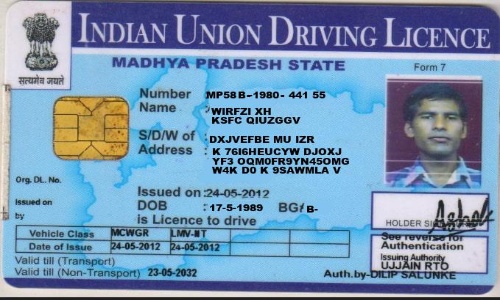 INDIAN UNION DRIVING LICENCE
सत्यमेव जयते
MADHYA PRADESH STATE
Form 7
Number MP58 B-1980- 441 55
Name : WIRFZI XH
KSFC QIUZGGV
S/D/W of : DXJVEFBE MU IZR
Address : K 76I6HEUCYW DJOXJ
YF3 OQM0FR9YN45OMG
W4K D0 K 9SAWMLA V
Org. DL. No.
Issued on
by
Issued on:24-05-2012
DOB : 17-5-1989 BG: B-
is Licence to drive
HOLDER
Vehicle Class MCWGR LMV-NT
Date of Issue 24-05-2012 24-05-2012
Valid till (Transport)
Valid till (Non-Transport) 23-05-2032
See reverse for
Authentication
Issuing Authority
UJJAIN RTO
Auth.by-DILIP SALUNKE